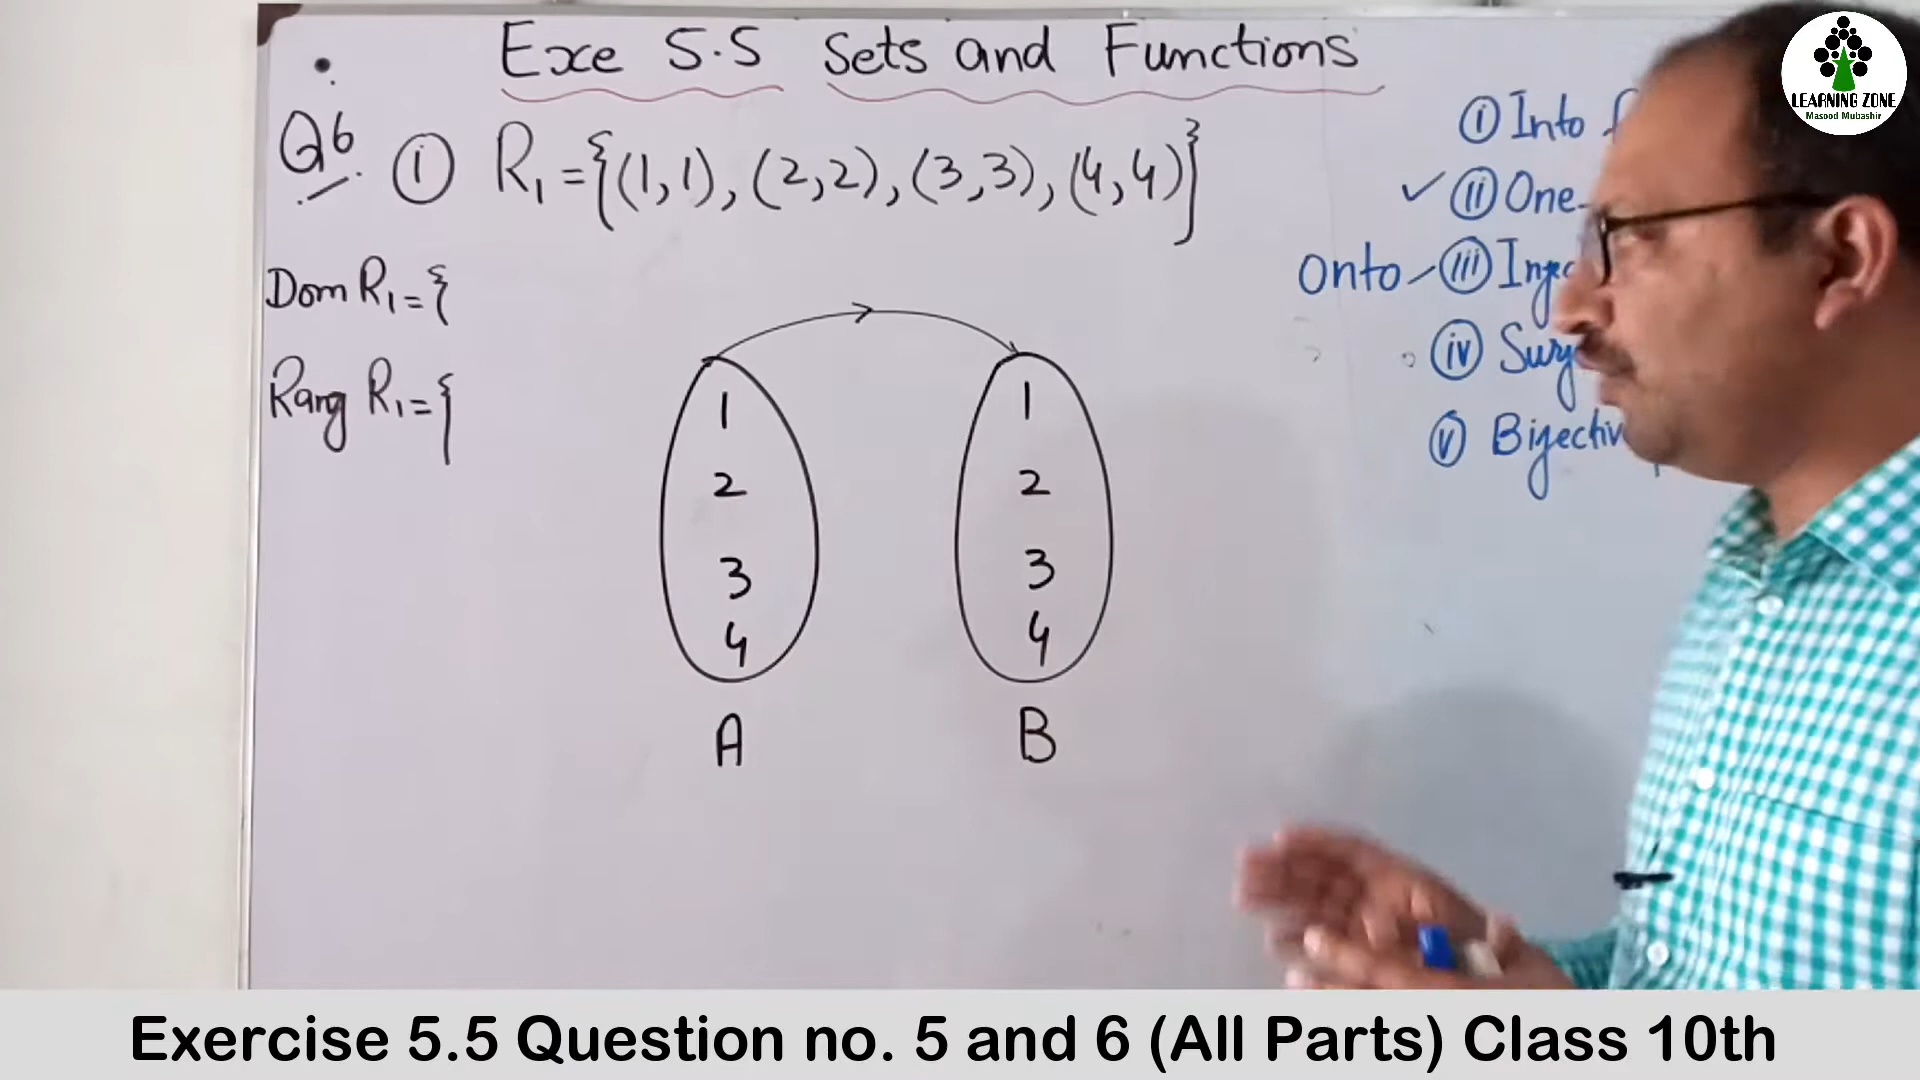 Exe 5.5 Sets and Functions
Q6 (i) R₁ = {(1,1), (2,2), (3,3), (4,4)}
Dom R₁ = {
Rang R₁ = {
1 1
2 2
3 3
4 4
A B
(i) Into
✓ (ii) One-
Onto - (iii)
(iv)
(v)
LEARNING ZONE
Masood Mubashir
Exercise 5.5 Question no. 5 and 6 (All Parts) Class 10th